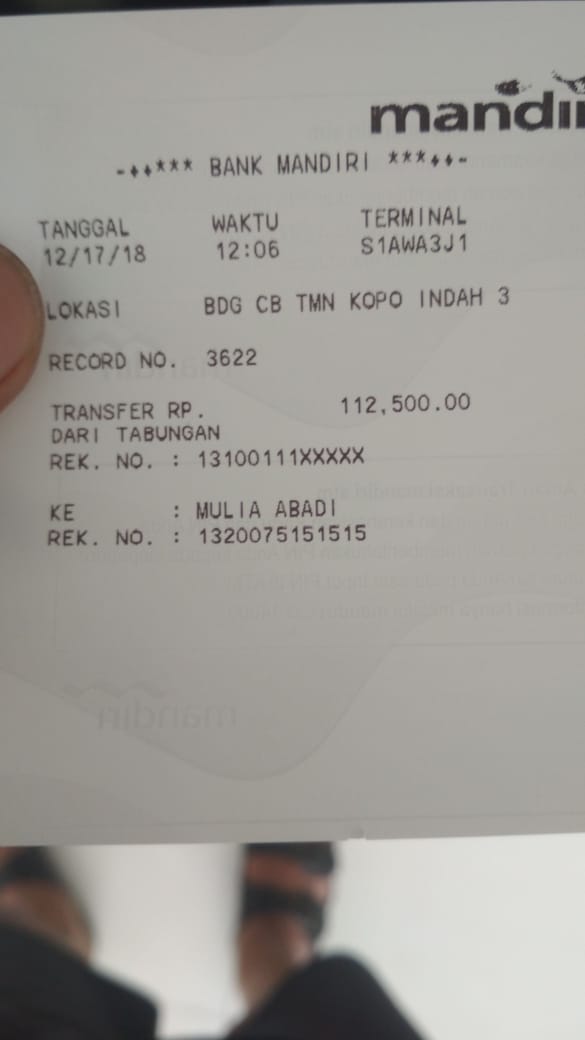 mandiri
-♦♦*** BANK MANDIRI ***♦♦-
TANGGAL WAKTU TERMINAL
12/17/18 12:06 S1AWA3J1
LOKASI BDG CB TMN KOPO INDAH 3
RECORD NO. 3622
TRANSFER RP. 112,500.00
DARI TABUNGAN
REK. NO. : 13100111XXXXX
KE : MULIA ABADI
REK. NO. : 1320075151515
mandiri